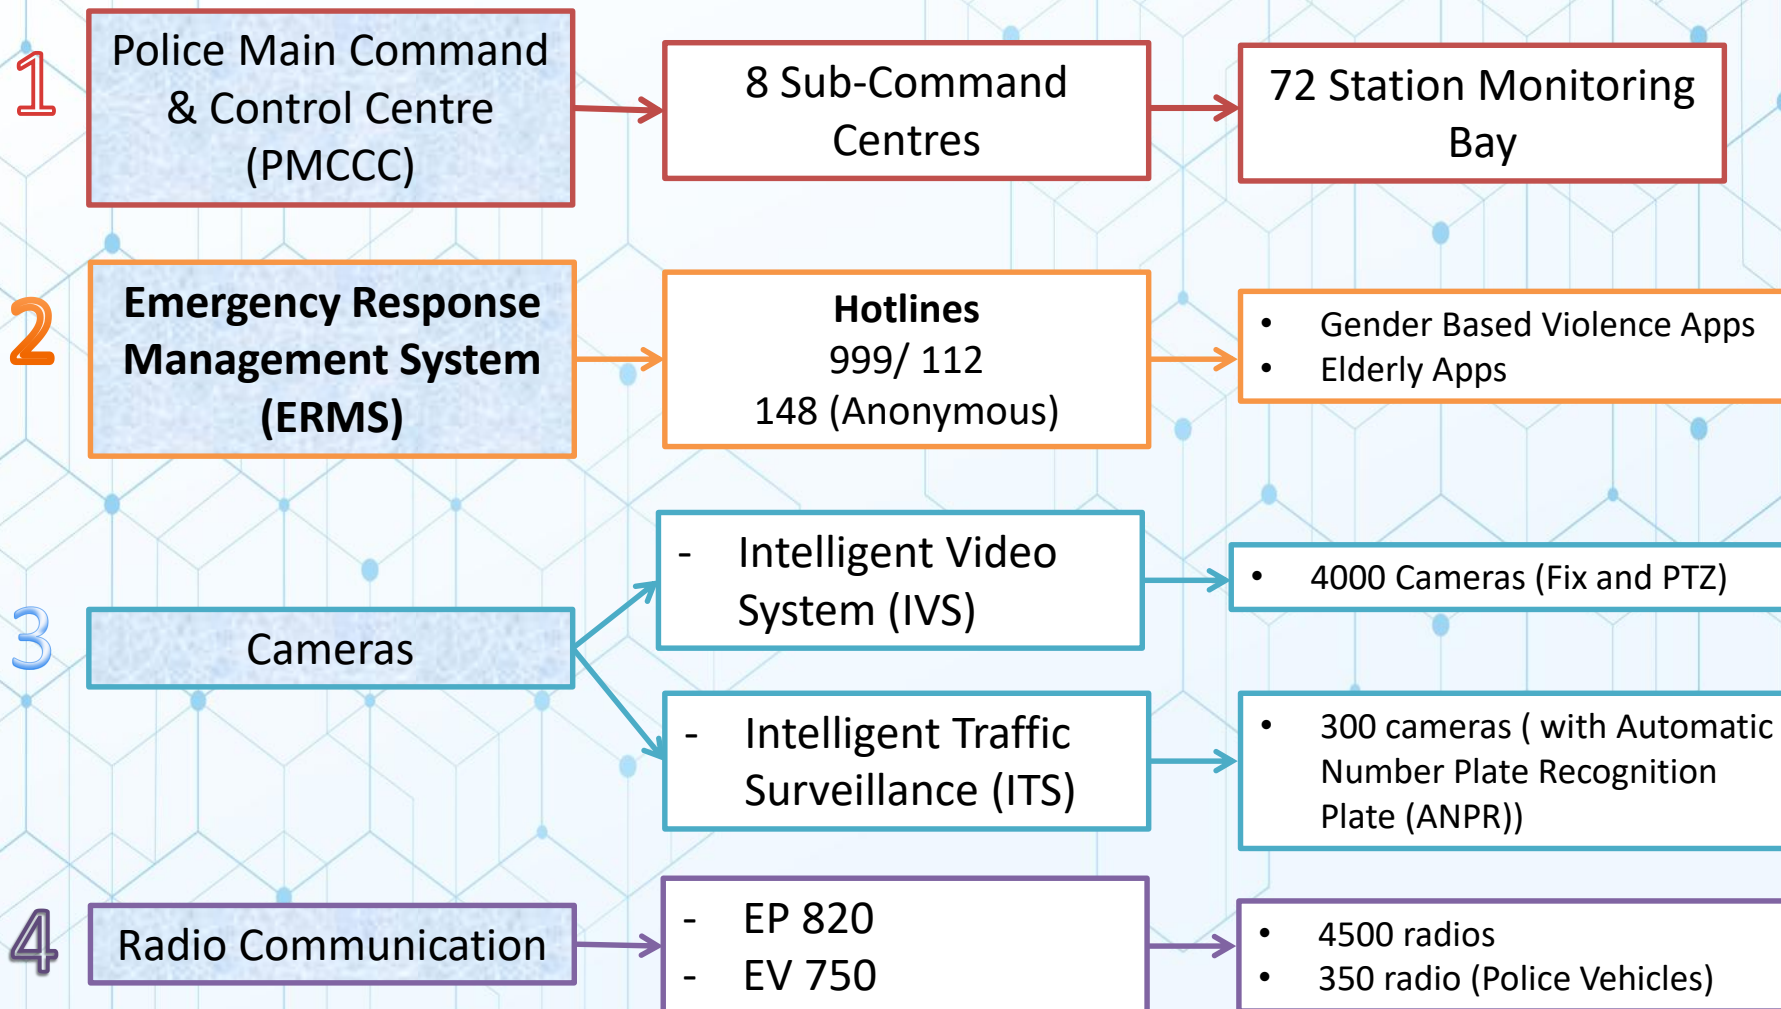 1
Police Main Command
& Control Centre
(PMCCC)
8 Sub-Command
Centres
72 Station Monitoring
Bay
2
Emergency Response
Management System
(ERMS)
Hotlines
999/ 112
148 (Anonymous)
• Gender Based Violence Apps
• Elderly Apps
3
Cameras
- Intelligent Video
System (IVS)
• 4000 Cameras (Fix and PTZ)
- Intelligent Traffic
Surveillance (ITS)
• 300 cameras ( with Automatic
Number Plate Recognition
Plate (ANPR))
4
Radio Communication
- EP 820
- EV 750
• 4500 radios
• 350 radio (Police Vehicles)